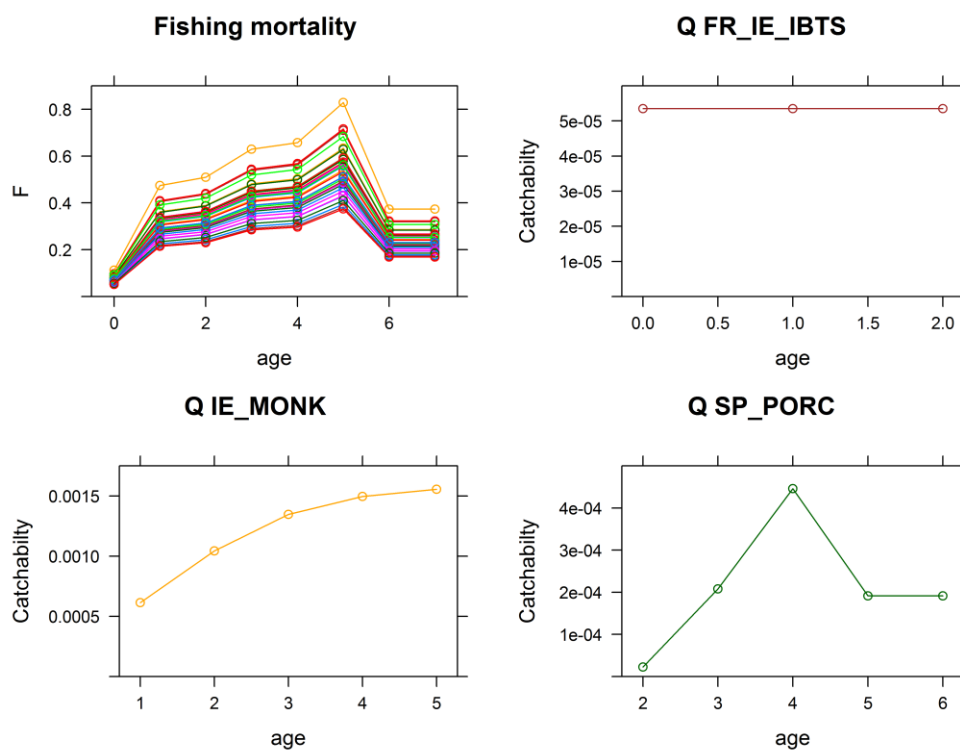 Fishing mortality
0.8
0.6
0.4
0.2
F
0
2
4
6
age
Q FR_IE_IBTS
5e-05
4e-05
3e-05
2e-05
1e-05
Catchabilty
0.0
0.5
1.0
1.5
2.0
age
Q IE_MONK
0.0015
0.0010
0.0005
Catchabilty
1
2
3
4
5
age
Q SP_PORC
4e-04
3e-04
2e-04
1e-04
Catchabilty
2
3
4
5
6
age